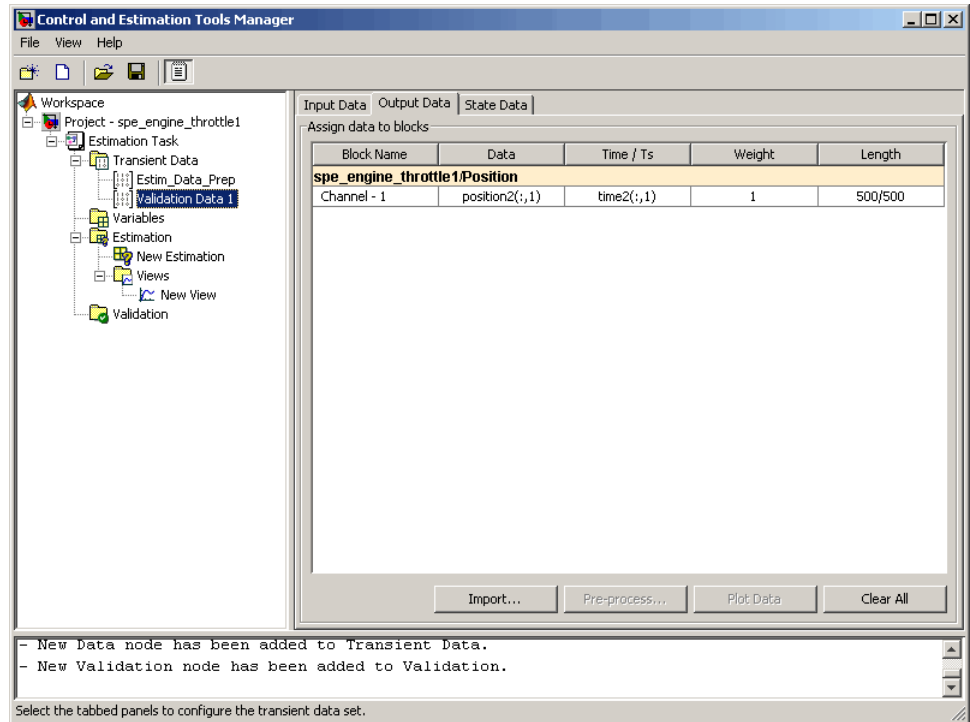 Control and Estimation Tools Manager
File View Help
Workspace
Project - spe_engine_throttle1
Estimation Task
Transient Data
Estim_Data_Prep
Validation Data 1
Variables
Estimation
New Estimation
Views
New View
Validation
Input Data Output Data State Data
Assign data to blocks
Block Name Data Time / Ts Weight Length
spe_engine_throttle1/Position
Channel - 1 position2(:,1) time2(:,1) 1 500/500
Import... Pre-process... Plot Data Clear All
- New Data node has been added to Transient Data.
- New Validation node has been added to Validation.
Select the tabbed panels to configure the transient data set.